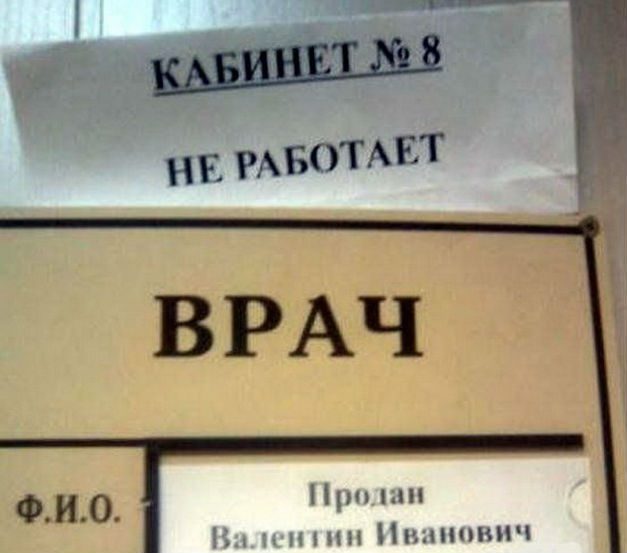 КАБИНЕТ № 8
НЕ РАБОТАЕТ
ВРАЧ
Ф.И.О.
Продан
Валентин Иванович